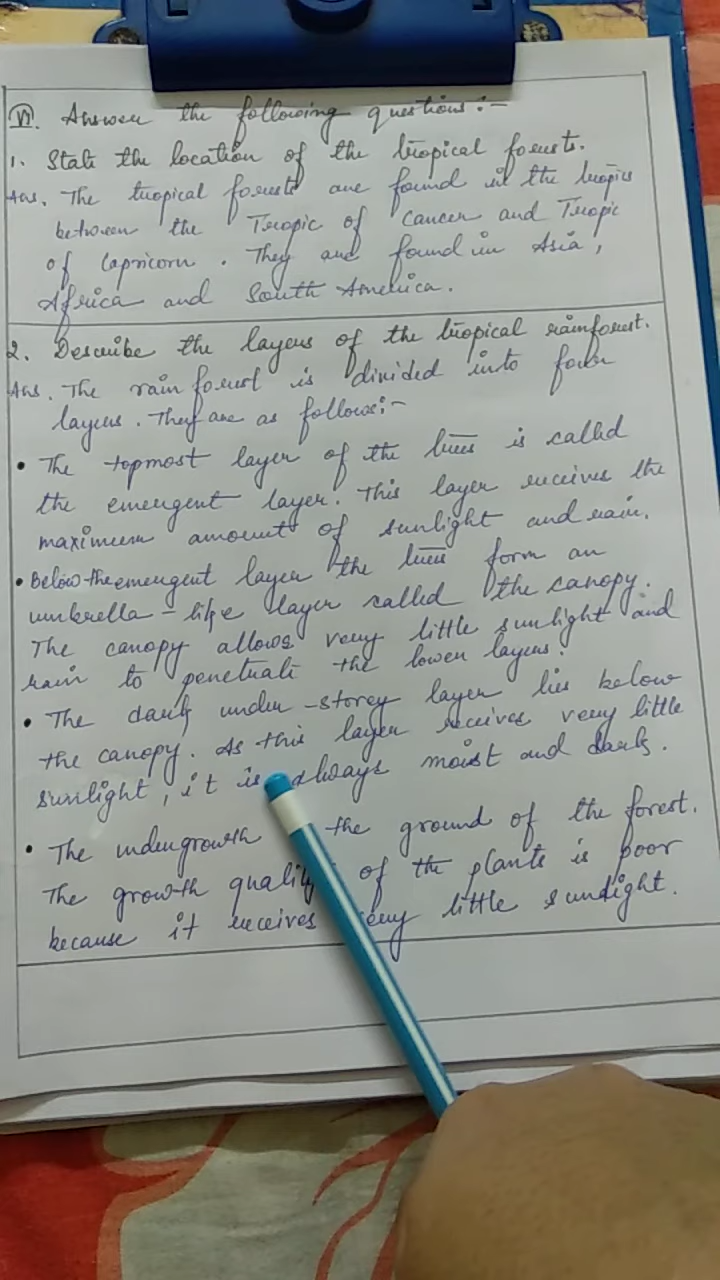 VI. Answer the following questions:-
1. State the location of the tropical forests.
Ans. The tropical forests are found in the tropics
between the Tropic of Cancer and Tropic
of Capricorn. They are found in Asia,
Africa and South America.
2. Describe the layers of the tropical rainforest.
Ans. The rain forest is divided into four
layers. They are as follows:-
• The topmost layer of the trees is called
the emergent layer. This layer receives the
maximum amount of sunlight and rain.
• Below the emergent layer the trees form an
umbrella-like layer called the canopy.
The canopy allows very little sunlight and
rain to penetrate the lower layers.
• The dark under-storey layer lies below
the canopy. As this layer receives very little
sunlight, it is always moist and dark.
• The undergrowth the ground of the forest.
The growth quality of the plants is poor
because it receives very little sunlight.